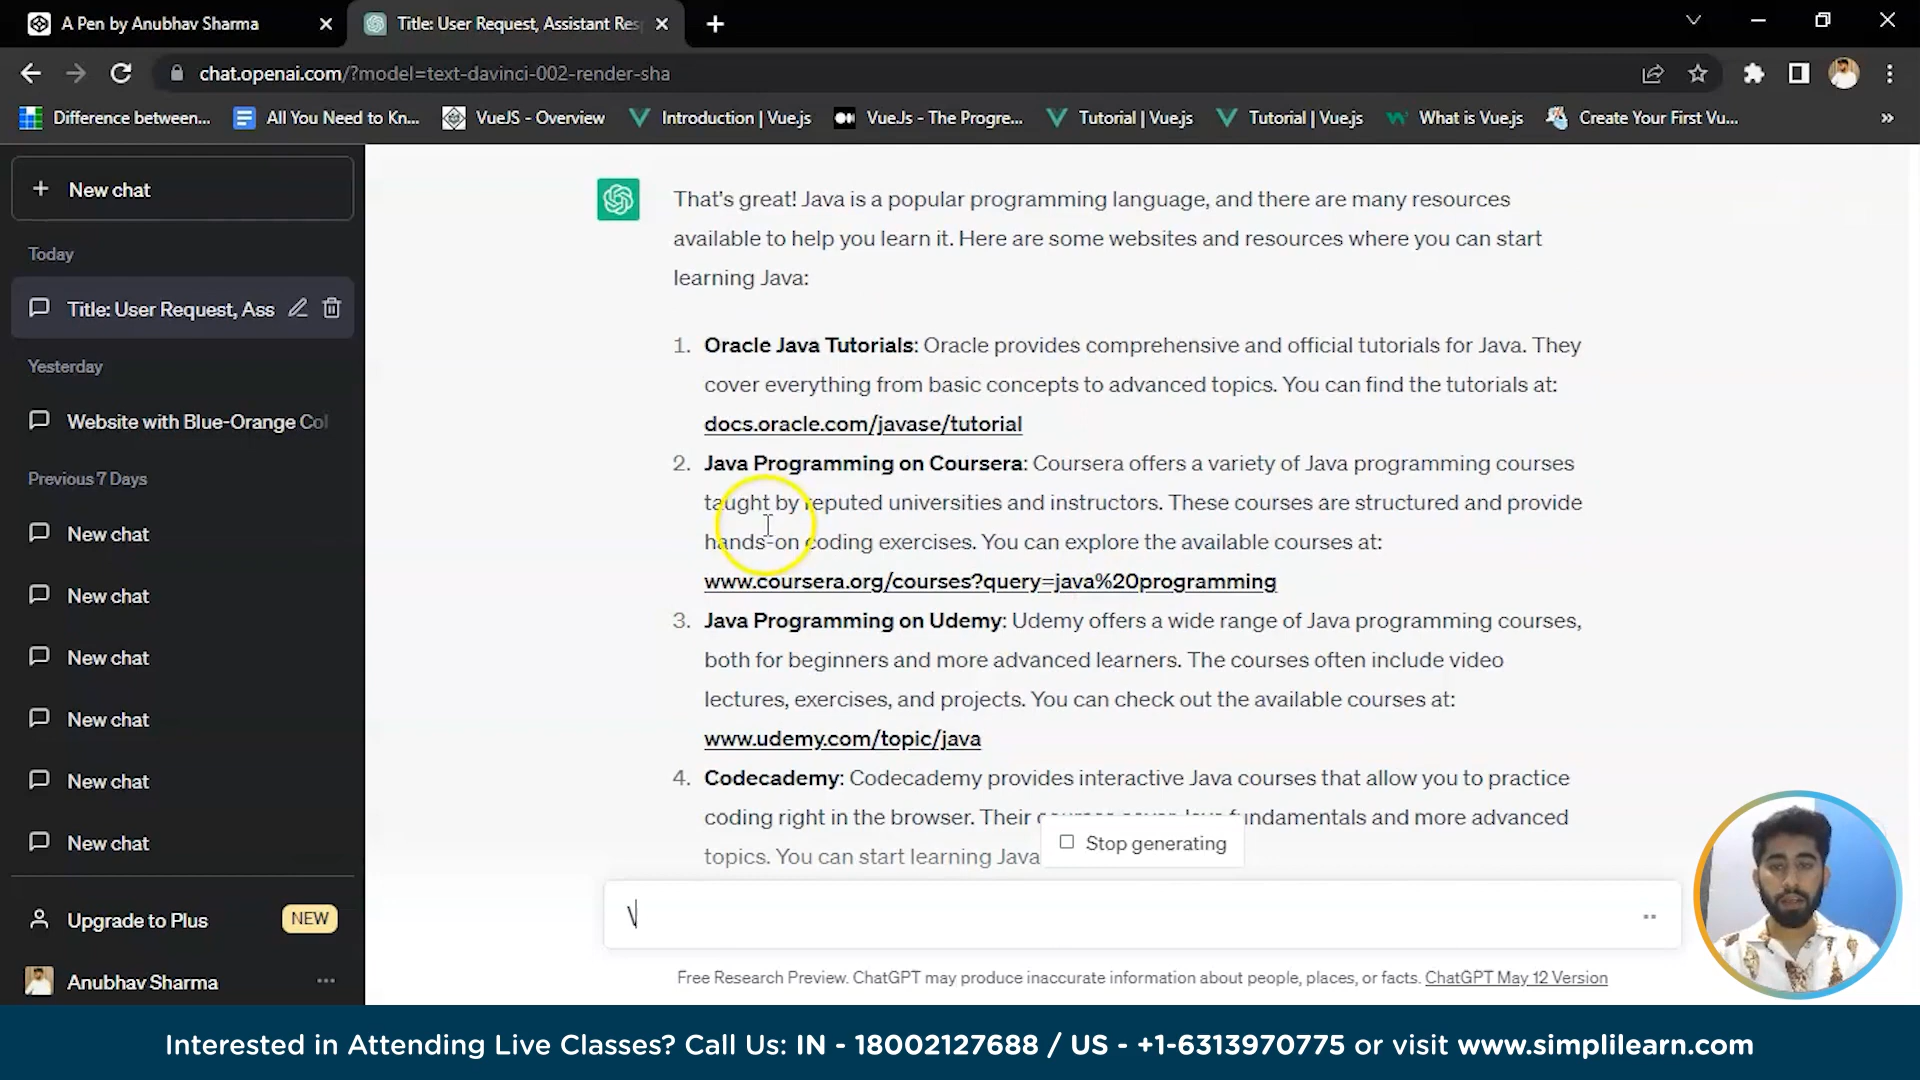 A Pen by Anubhav Sharma
Title: User Request, Assistant Res
chat.openai.com/?model=text-davinci-002-render-sha
Difference between...
All You Need to Kn...
VueJS - Overview
Introduction | Vue.js
VueJs - The Progre...
Tutorial | Vue.js
Tutorial | Vue.js
What is Vue.js
Create Your First Vu...
New chat
Today
Title: User Request, Ass
Yesterday
Website with Blue-Orange Col
Previous 7 Days
New chat
New chat
New chat
New chat
New chat
New chat
Upgrade to Plus NEW
Anubhav Sharma
That's great! Java is a popular programming language, and there are many resources
available to help you learn it. Here are some websites and resources where you can start
learning Java:
1. Oracle Java Tutorials: Oracle provides comprehensive and official tutorials for Java. They
cover everything from basic concepts to advanced topics. You can find the tutorials at:
docs.oracle.com/javase/tutorial
2. Java Programming on Coursera: Coursera offers a variety of Java programming courses
taught by reputed universities and instructors. These courses are structured and provide
hands-on coding exercises. You can explore the available courses at:
www.coursera.org/courses?query=java%20programming
3. Java Programming on Udemy: Udemy offers a wide range of Java programming courses,
both for beginners and more advanced learners. The courses often include video
lectures, exercises, and projects. You can check out the available courses at:
www.udemy.com/topic/java
4. Codecademy: Codecademy provides interactive Java courses that allow you to practice
coding right in the browser. Their fundamentals and more advanced
topics. You can start learning Java
Stop generating
\
Free Research Preview. ChatGPT may produce inaccurate information about people, places, or facts. ChatGPT May 12 Version
Interested in Attending Live Classes? Call Us: IN - 18002127688 / US - +1-6313970775 or visit www.simplilearn.com